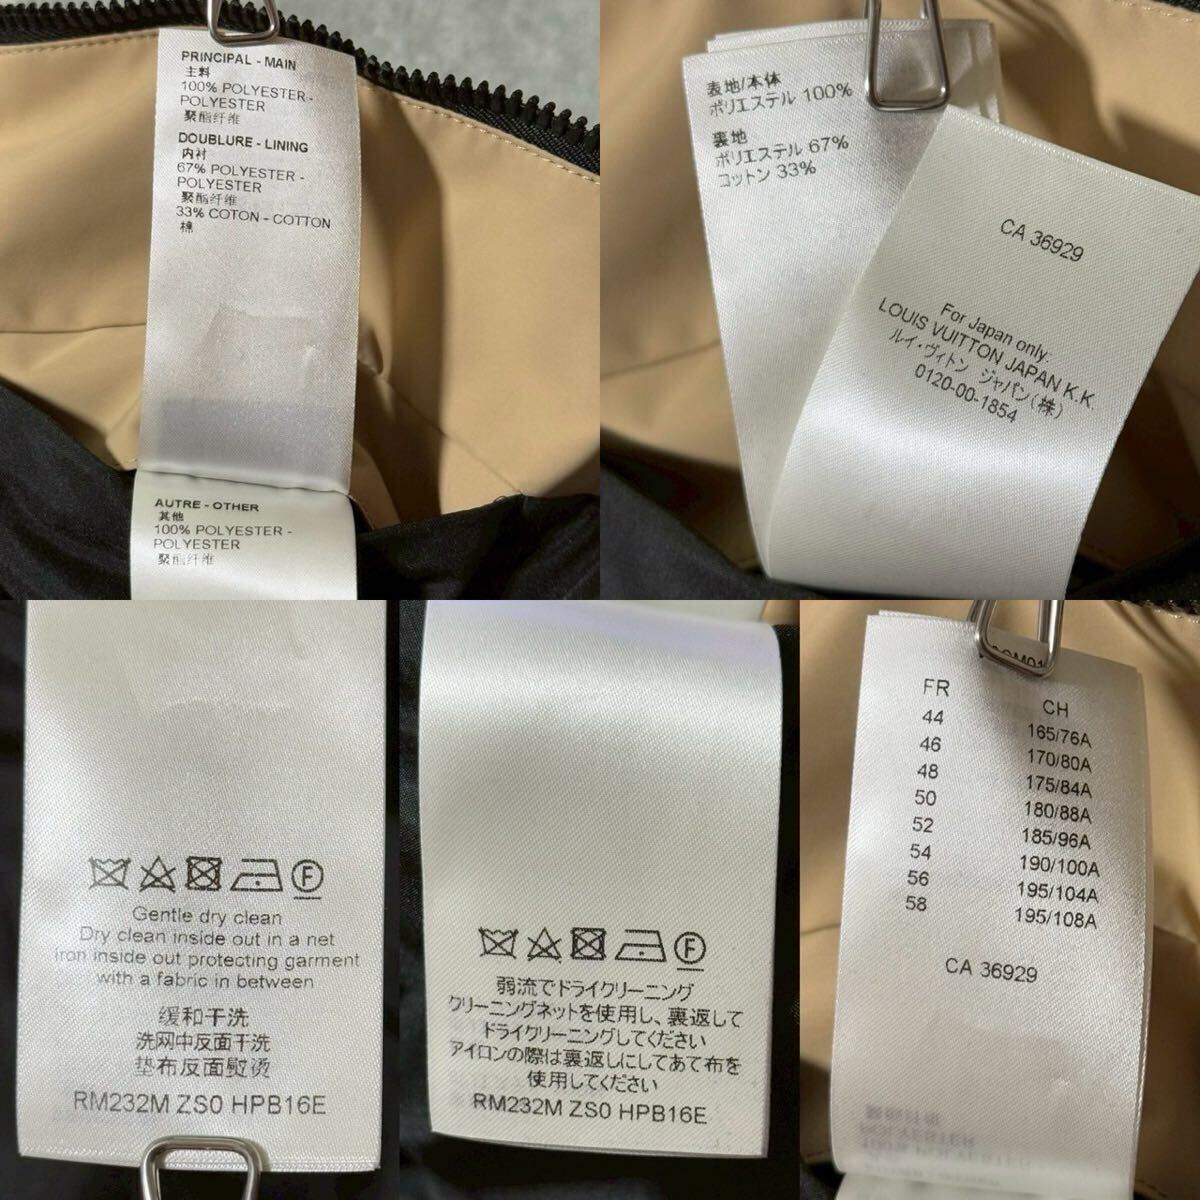 PRINCIPAL - MAIN
主料
100% POLYESTER -
POLYESTER
聚酯纤维
DOUBLURE - LINING
内衬
67% POLYESTER -
POLYESTER
聚酯纤维
33% COTON - COTTON
棉
AUTRE - OTHER
其他
100% POLYESTER -
POLYESTER
聚酯纤维
表地/本体
ポリエステル 100%
裏地
ポリエステル 67%
コットン 33%
CA 36929
For Japan only:
LOUIS VUITTON JAPAN K.K.
ルイ・ヴィトン ジャパン(株)
0120-00-1854
F
Gentle dry clean
Dry clean inside out in a net
iron inside out protecting garment
with a fabric in between
缓和干洗
洗网中反面干洗
垫布反面熨烫
RM232M ZS0 HPB16E
F
弱流でドライクリーニング
クリーニングネットを使用し、裏返して
ドライクリーニングしてください
アイロンの際は裏返しにしてあて布を
使用してください
RM232M ZS0 HPB16E
FR CH
44 165/76A
46 170/80A
48 175/84A
50 180/88A
52 185/96A
54 190/100A
56 195/104A
58 195/108A
CA 36929